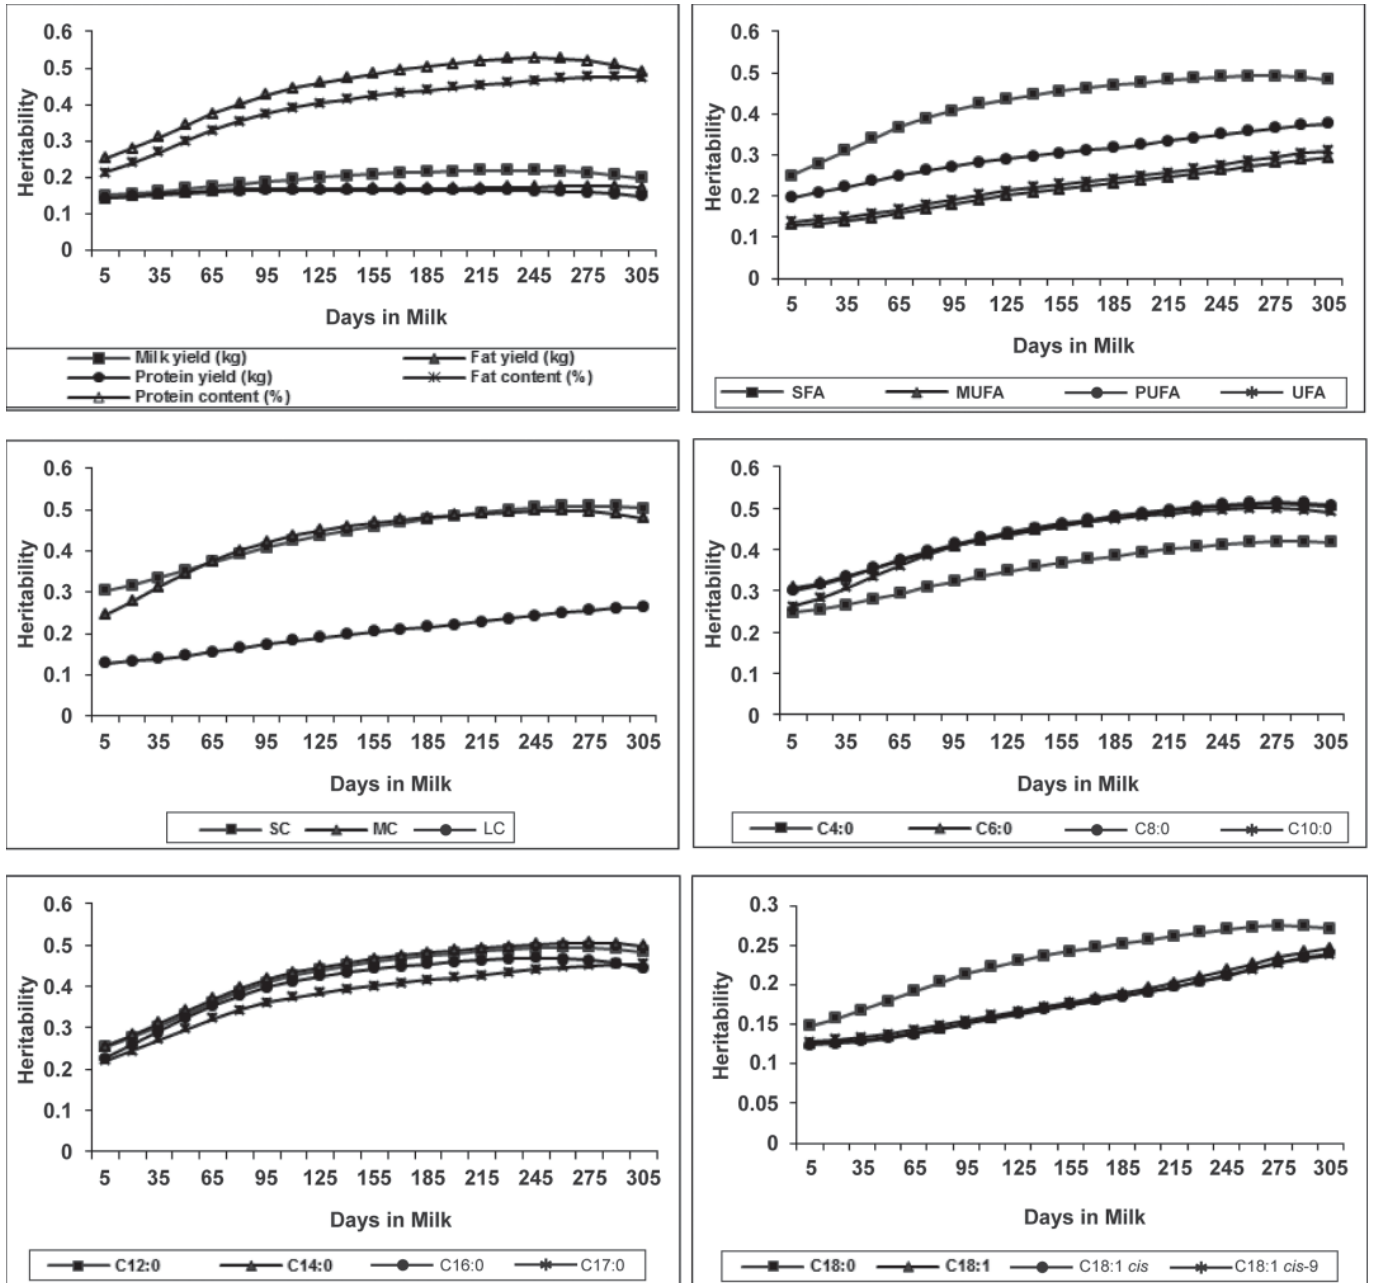 0.6
0.5
0.4
0.3
0.2
0.1
0
Heritability
5 35 65 95 125 155 185 215 245 275 305
Days in Milk
Milk yield (kg) Fat yield (kg)
Protein yield (kg) Fat content (%)
Protein content (%)
0.6
0.5
0.4
0.3
0.2
0.1
0
Heritability
5 35 65 95 125 155 185 215 245 275 305
Days in Milk
SFA MUFA PUFA UFA
0.6
0.5
0.4
0.3
0.2
0.1
0
Heritability
5 35 65 95 125 155 185 215 245 275 305
Days in Milk
SC MC LC
0.6
0.5
0.4
0.3
0.2
0.1
0
Heritability
5 35 65 95 125 155 185 215 245 275 305
Days in Milk
C4:0 C6:0 C8:0 C10:0
0.6
0.5
0.4
0.3
0.2
0.1
0
Heritability
5 35 65 95 125 155 185 215 245 275 305
Days in Milk
C12:0 C14:0 C16:0 C17:0
0.3
0.25
0.2
0.15
0.1
0.05
0
Heritability
5 35 65 95 125 155 185 215 245 275 305
Days in Milk
C18:0 C18:1 C18:1 cis C18:1 cis-9